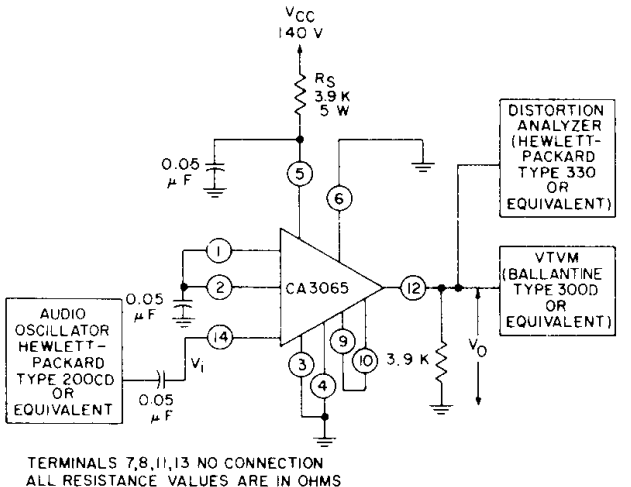 VCC
140 V
RS
3.9 K
5 W
0.05
μF
5
6
DISTORTION
ANALYZER
(HEWLETT-
PACKARD
TYPE 330
OR
EQUIVALENT)
1
2
CA3065
12
VTVM
(BALLANTINE
TYPE 300D
OR
EQUIVALENT)
0.05
μF
AUDIO
OSCILLATOR
HEWLETT-
PACKARD
TYPE 200CD
OR
EQUIVALENT
14
Vi
0.05
μF
3
4
9
10
3.9 K
VO
TERMINALS 7,8,11,13 NO CONNECTION
ALL RESISTANCE VALUES ARE IN OHMS